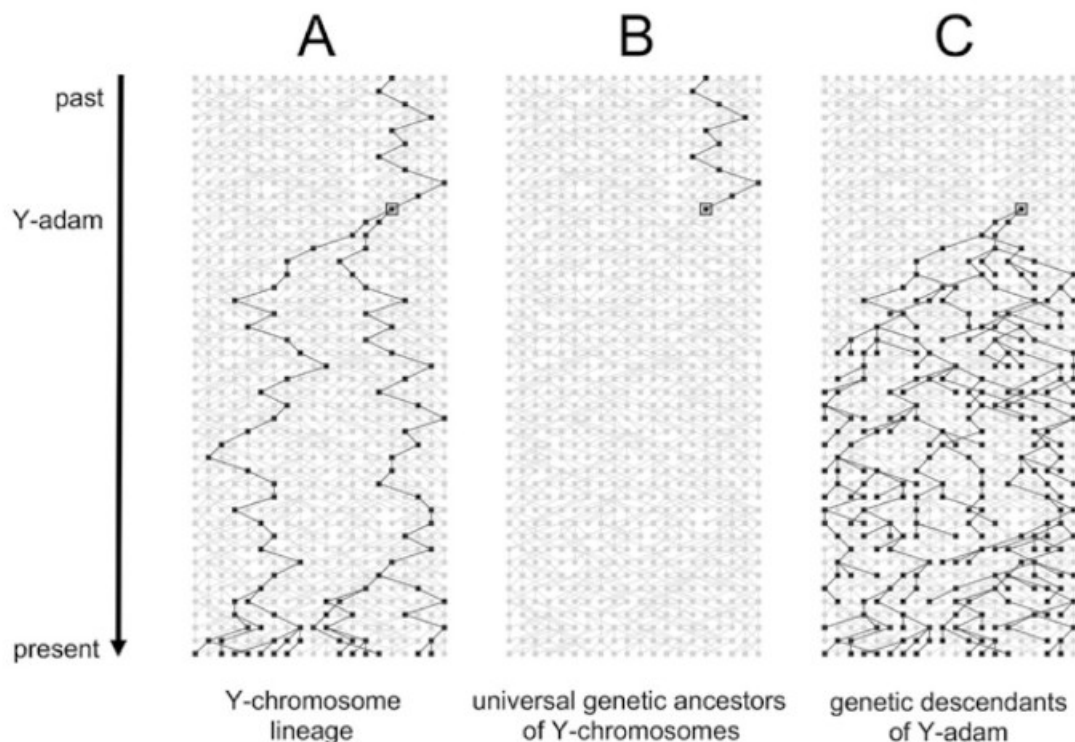 A
B
C
past
Y-adam
present
Y-chromosome
lineage
universal genetic ancestors
of Y-chromosomes
genetic descendants
of Y-adam